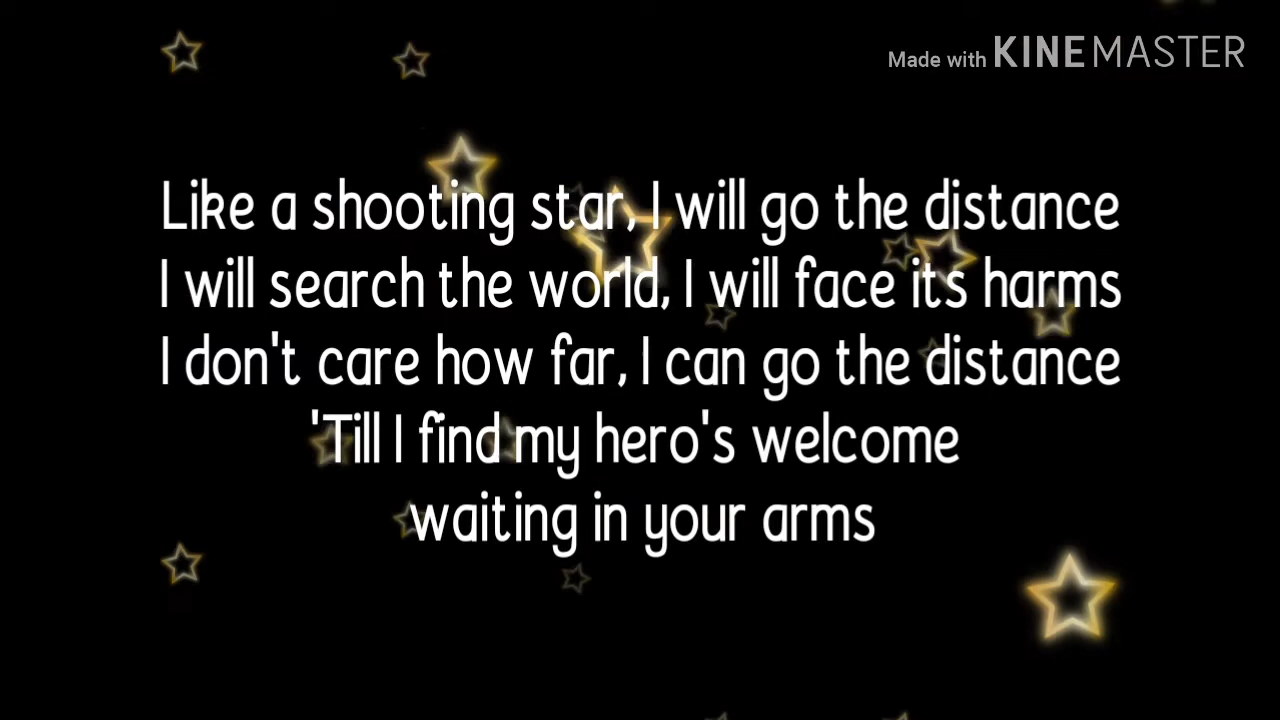 Made with KINEMASTER
Like a shooting star, I will go the distance
I will search the world, I will face its harms
I don't care how far, I can go the distance
'Till I find my hero's welcome
waiting in your arms